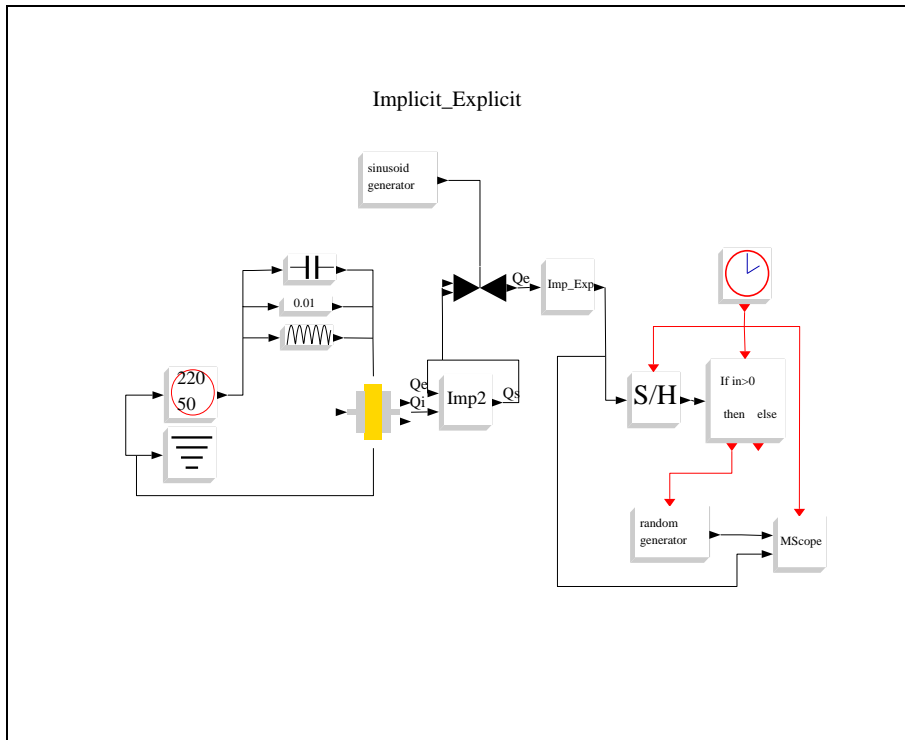 Implicit_Explicit
sinusoid
generator
Qe
Imp_Exp
0.01
220
50
Qe
Qi
Imp2
Qs
S/H
If in>0
then else
random
generator
MScope